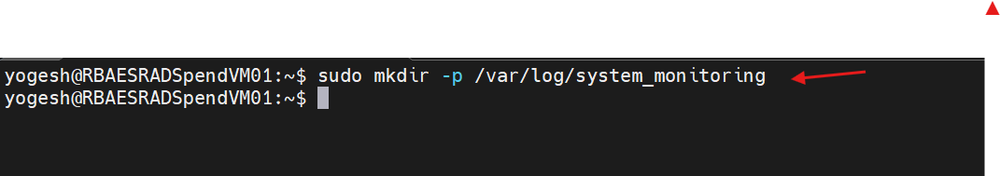 yogesh@RBAESRADSpendVM01:~$ sudo mkdir -p /var/log/system_monitoring
yogesh@RBAESRADSpendVM01:~$